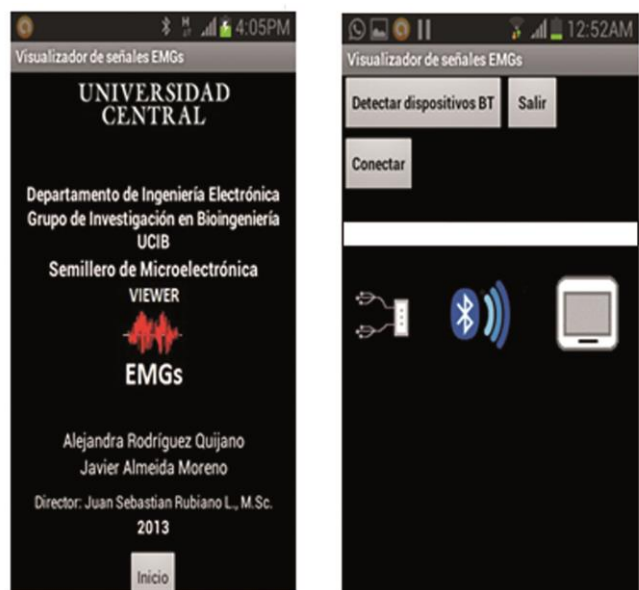 4:05PM
Visualizador de señales EMGs
UNIVERSIDAD
CENTRAL
Departamento de Ingeniería Electrónica
Grupo de Investigación en Bioingeniería
UCIB
Semillero de Microelectrónica
VIEWER
EMGs
Alejandra Rodríguez Quijano
Javier Almeida Moreno
Director: Juan Sebastian Rubiano L., M.Sc.
2013
Inicio
12:52AM
Visualizador de señales EMGs
Detectar dispositivos BT
Salir
Conectar